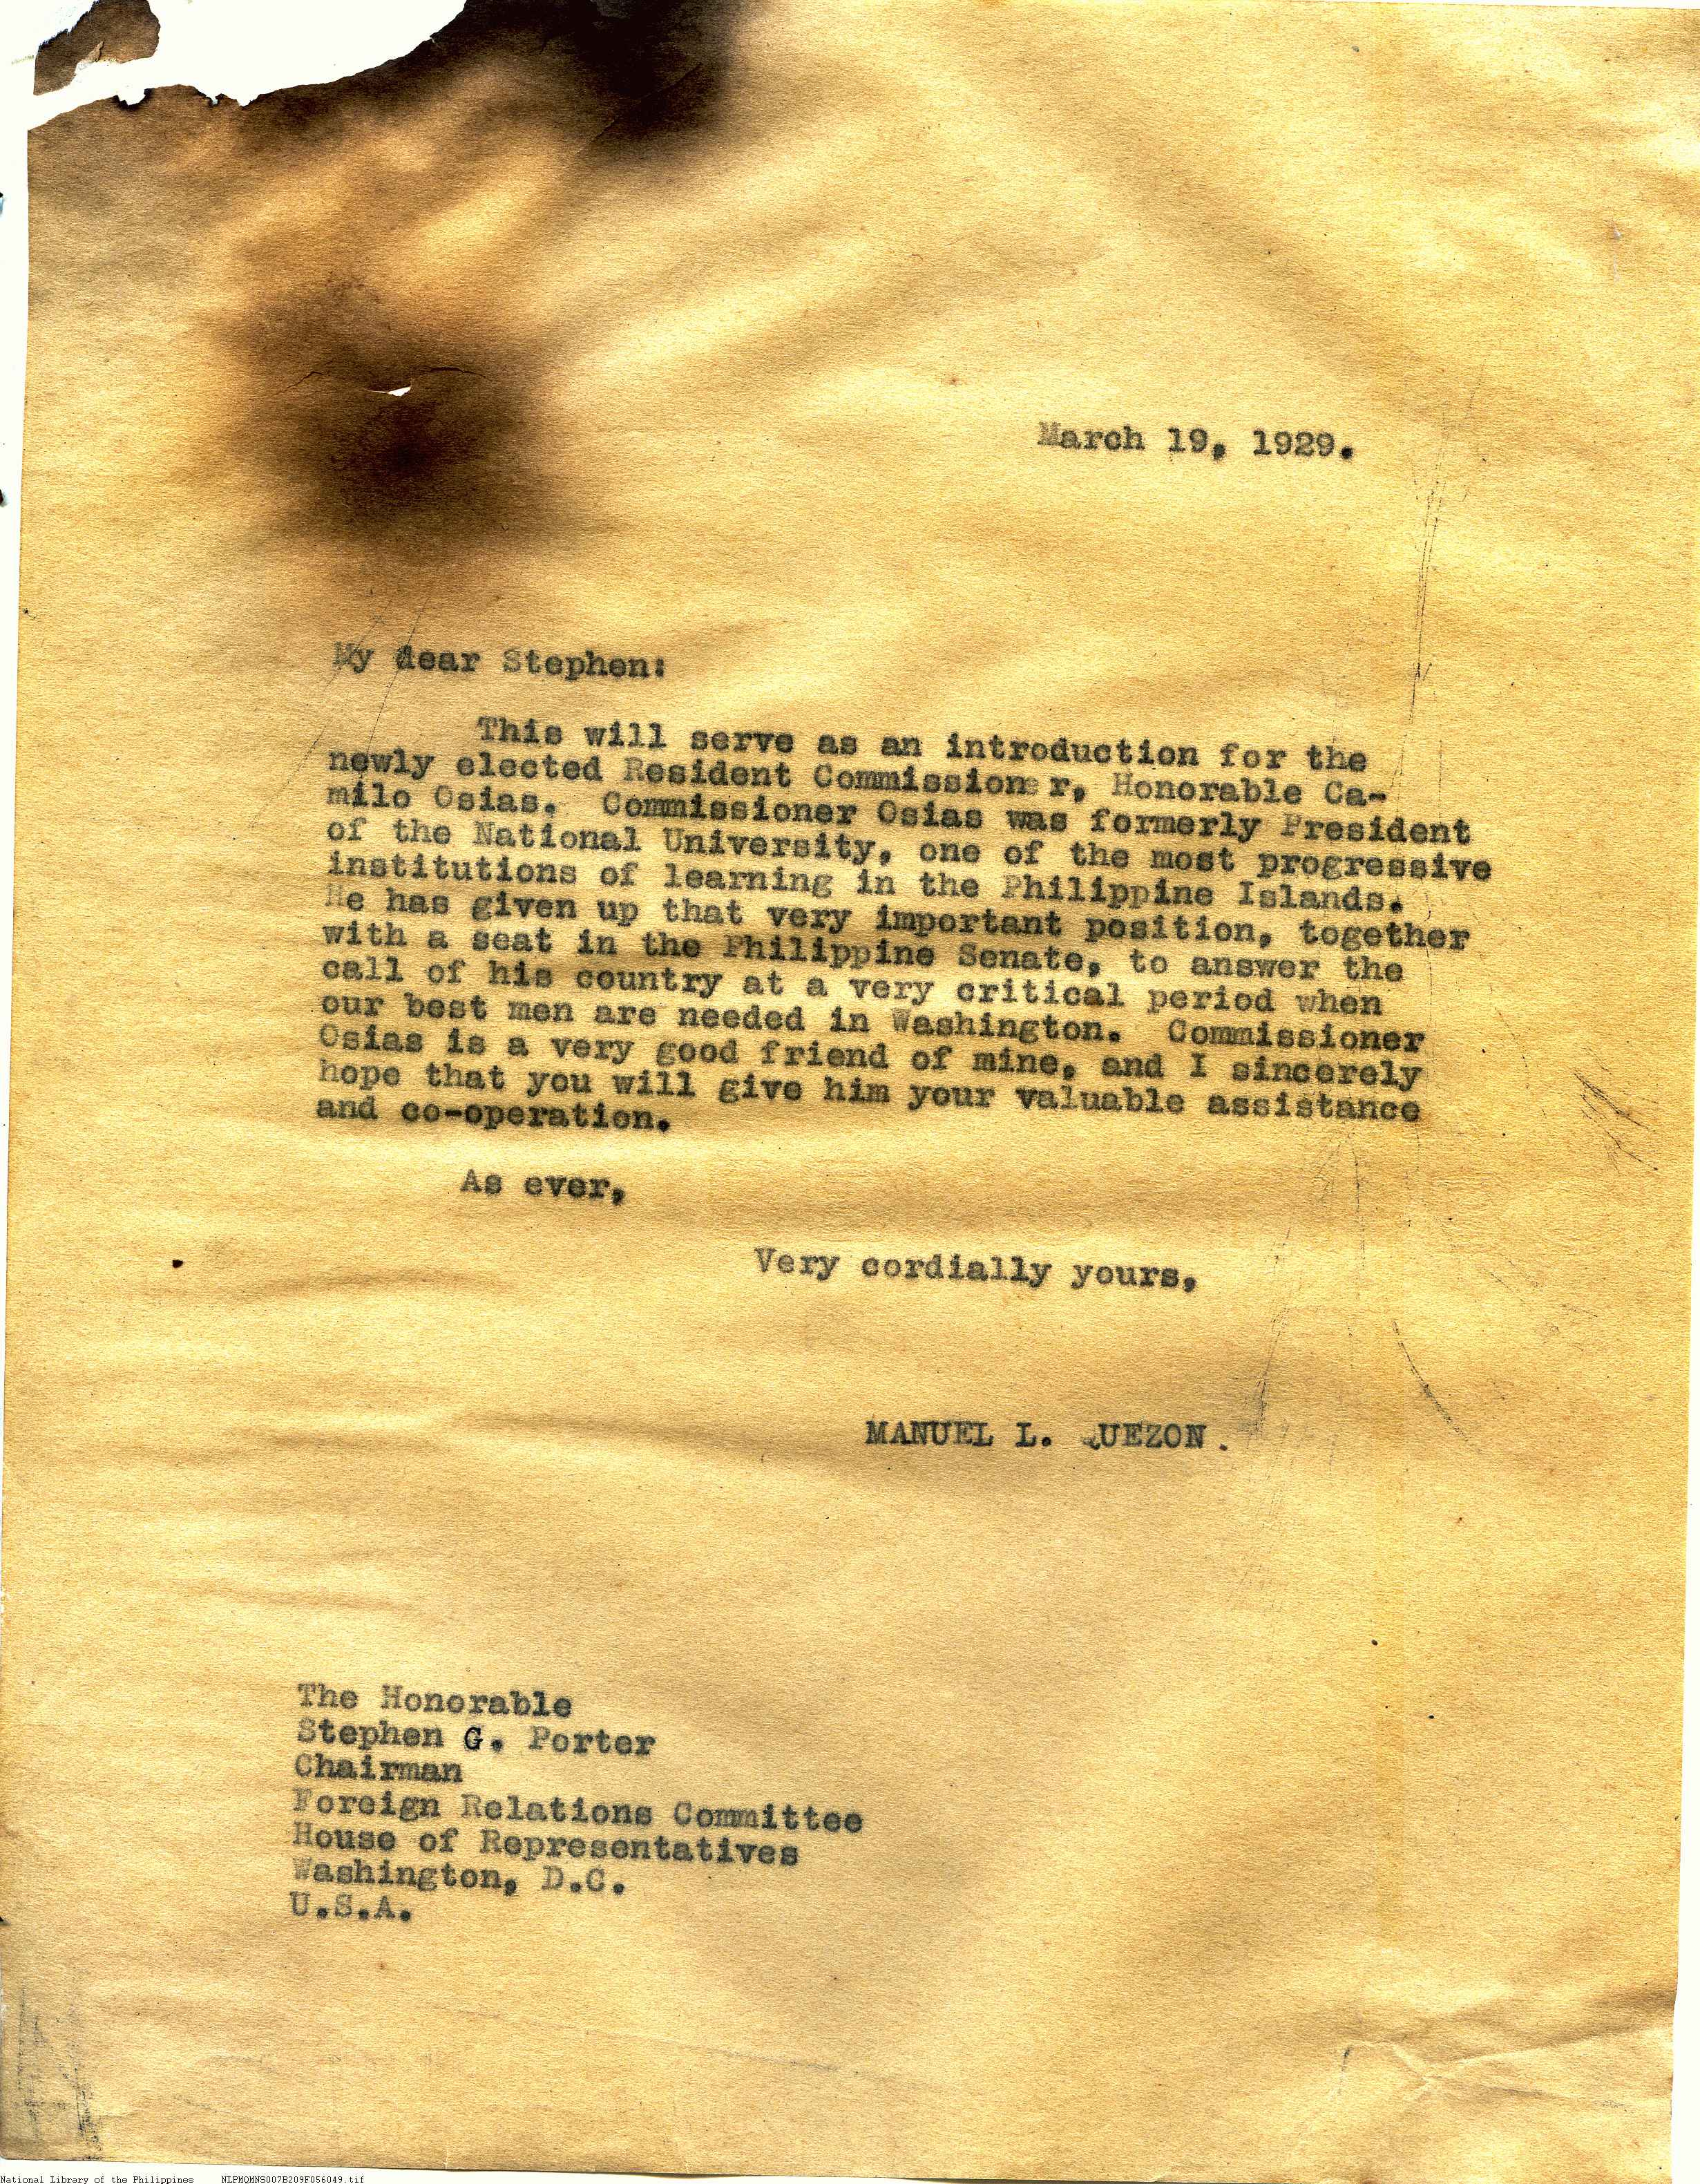 March 19, 1929.
My dear Stephen:
This will serve as an introduction for the
newly elected Resident Commissioner, Honorable Ca-
milo Osias. Commissioner Osias was formerly President
of the National University, one of the most progressive
institutions of learning in the Philippine Islands.
He has given up that very important position, together
with a seat in the Philippine Senate, to answer the
call of his country at a very critical period when
our best men are needed in Washington. Commissioner
Osias is a very good friend of mine, and I sincerely
hope that you will give him your valuable assistance
and co-operation.
As ever,
Very cordially yours,
MANUEL L. QUEZON.
The Honorable
Stephen G. Porter
Chairman
Foreign Relations Committee
House of Representatives
Washington, D.C.
U.S.A.
National Library of the Philippines NLPMQMNS007B209F056049.tif